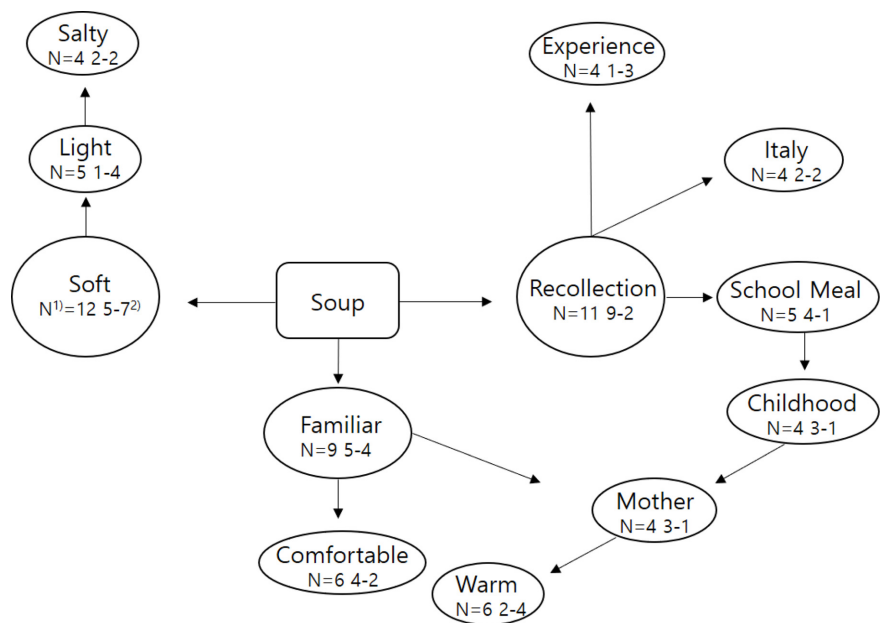 Salty
N=4 2-2
Light
N=5 1-4
Soft
N¹⁾=12 5-7²⁾
Soup
Experience
N=4 1-3
Italy
N=4 2-2
Recollection
N=11 9-2
School Meal
N=5 4-1
Childhood
N=4 3-1
Familiar
N=9 5-4
Mother
N=4 3-1
Comfortable
N=6 4-2
Warm
N=6 2-4